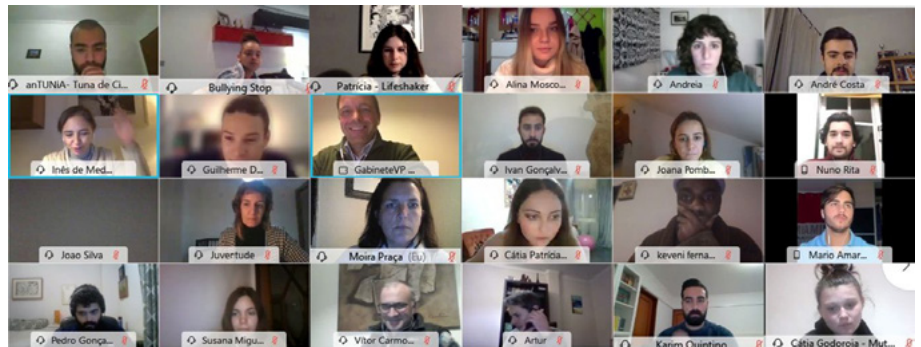 anTUNiA- Tuna de Ci...
Bullying Stop
Patrícia - Lifeshaker
Alina Mosco...
Andreia
André Costa
Inês de Med...
Guilherme D...
GabineteVP ...
Ivan Gonçalv...
Joana Pomb...
Nuno Rita
Joao Silva
Juvertude
Moira Praça (Eu)
Cátia Patrícia...
keveni ferna...
Mario Amar...
Pedro Gonça...
Susana Migu...
Vítor Carmo...
Artur
Karim Quintino
Cátia Godoroja - Mut...